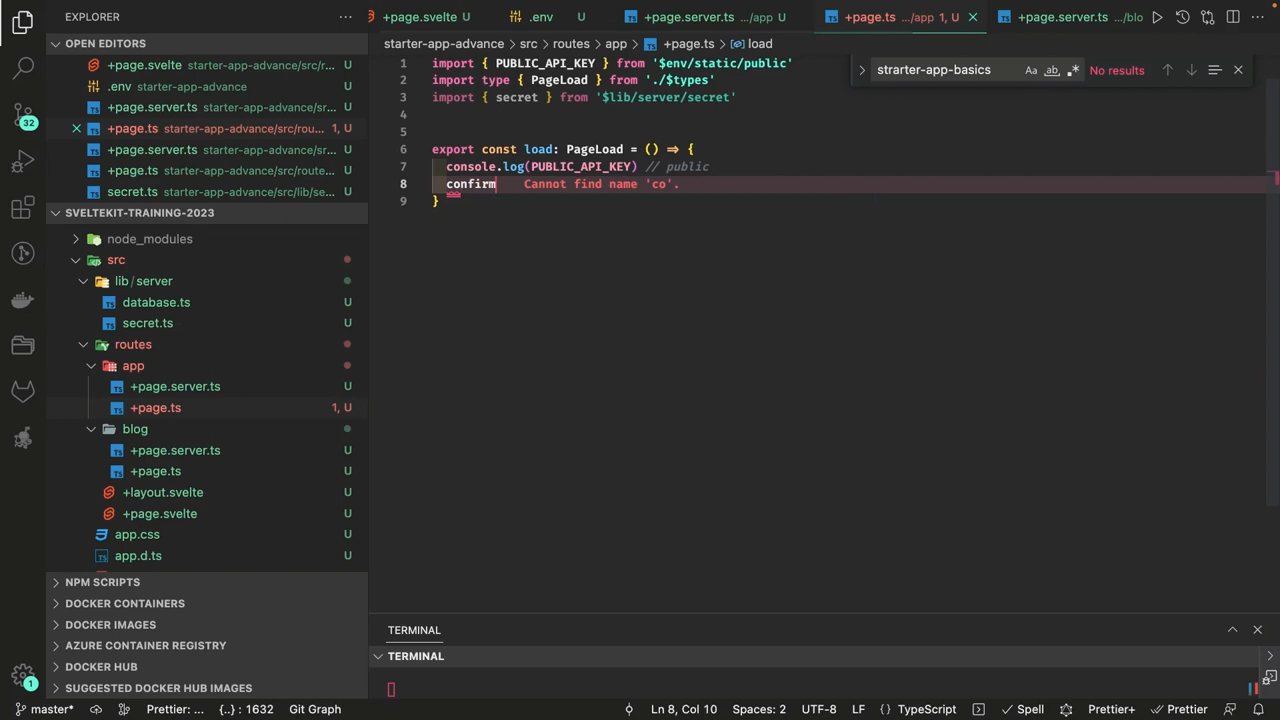 EXPLORER
OPEN EDITORS
+page.svelte starter-app-advance/src/r...
.env starter-app-advance
+page.server.ts starter-app-advance/sr...
+page.ts starter-app-advance/src/rou... 1, U
+page.server.ts starter-app-advance/sr...
+page.ts starter-app-advance/src/route...
secret.ts starter-app-advance/src/lib/se...
SVELTEKIT-TRAINING-2023
node_modules
src
lib / server
database.ts U
secret.ts U
routes
app
+page.server.ts U
+page.ts 1, U
blog
+page.server.ts U
+page.ts U
+layout.svelte U
+page.svelte U
app.css U
app.d.ts U
NPM SCRIPTS
DOCKER CONTAINERS
DOCKER IMAGES
AZURE CONTAINER REGISTRY
DOCKER HUB
SUGGESTED DOCKER HUB IMAGES
32
1
+page.svelte U .env U +page.server.ts .../app U +page.ts .../app 1, U +page.server.ts .../blo
starter-app-advance > src > routes > app > +page.ts > load
strarter-app-basics Aa ab .* No results
1 import { PUBLIC_API_KEY } from '$env/static/public'
2 import type { PageLoad } from './$types'
3 import { secret } from '$lib/server/secret'
4
5
6 export const load: PageLoad = () => {
7 console.log(PUBLIC_API_KEY) // public
8 confirm Cannot find name 'co'.
9 }
TERMINAL
TERMINAL
master* Prettier: ... {..} : 1632 Git Graph Ln 8, Col 10 Spaces: 2 UTF-8 LF {} TypeScript Spell Prettier+ Prettier